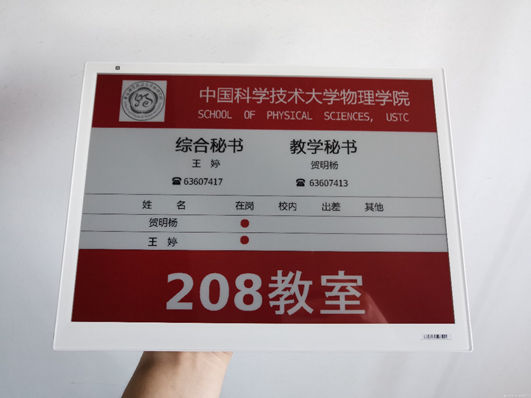 中国科学技术大学物理学院
SCHOOL OF PHYSICAL SCIENCES, USTC
综合秘书 教学秘书
王 婷 贺明杨
☎ 63607417 ☎ 63607413
姓 名 在岗 校内 出差 其他
贺明杨
王 婷
208教室